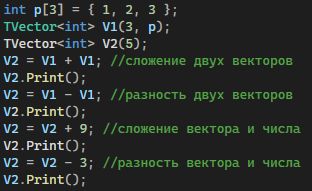 int p[3] = { 1, 2, 3 };
TVector<int> V1(3, p);
TVector<int> V2(5);
V2 = V1 + V1; //сложение двух векторов
V2.Print();
V2 = V1 - V1; //разность двух векторов
V2.Print();
V2 = V2 + 9; //сложение вектора и числа
V2.Print();
V2 = V2 - 3; //разность вектора и числа
V2.Print();